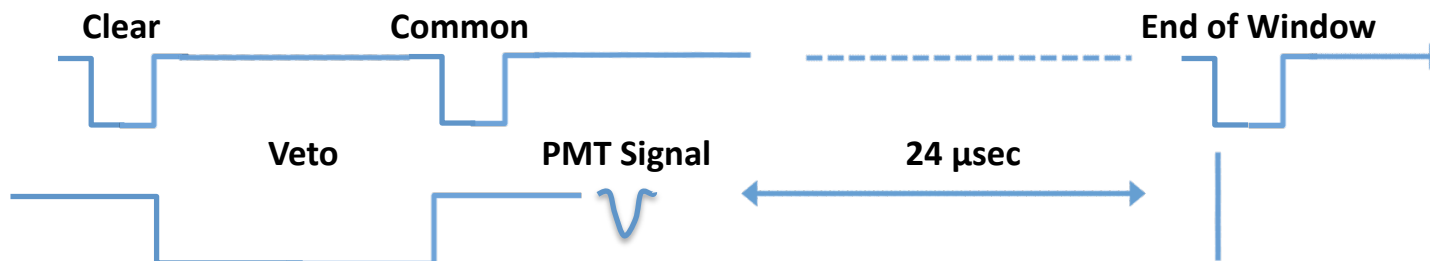 Clear
Common
End of Window
Veto
PMT Signal
24 μsec